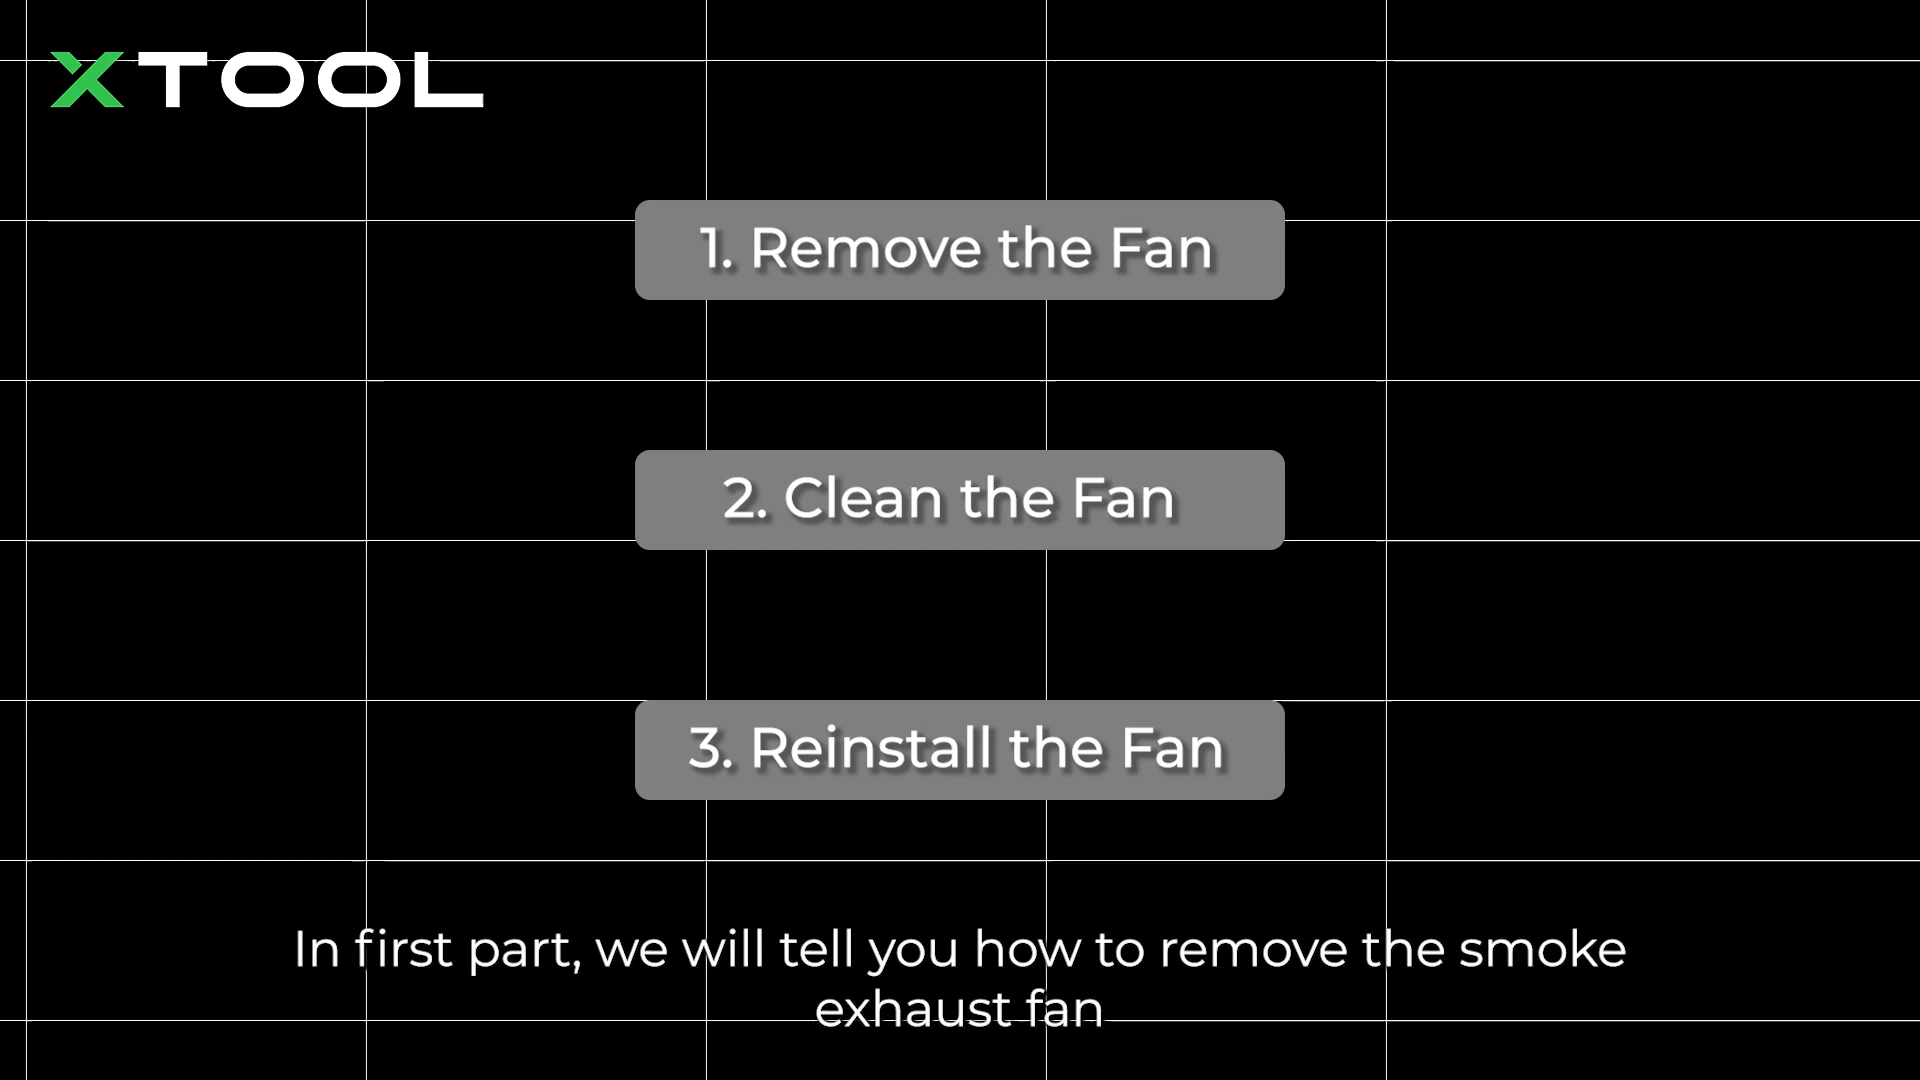 XTOOL
1. Remove the Fan
2. Clean the Fan
3. Reinstall the Fan
In first part, we will tell you how to remove the smoke
exhaust fan